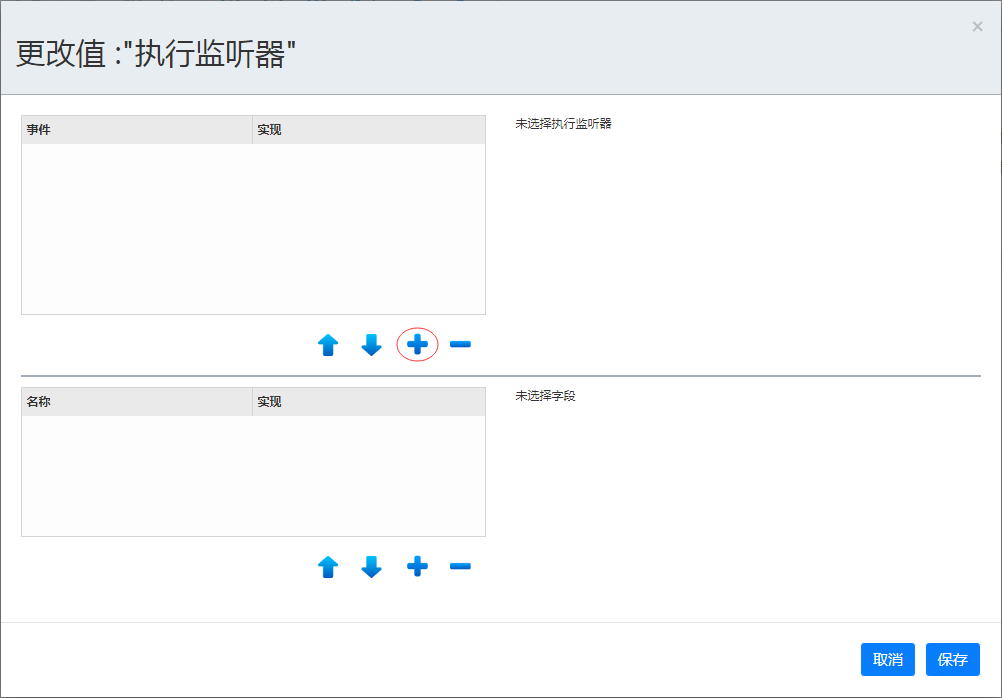 ×
更改值 :"执行监听器"
事件 实现
未选择执行监听器
名称 实现
未选择字段
取消 保存